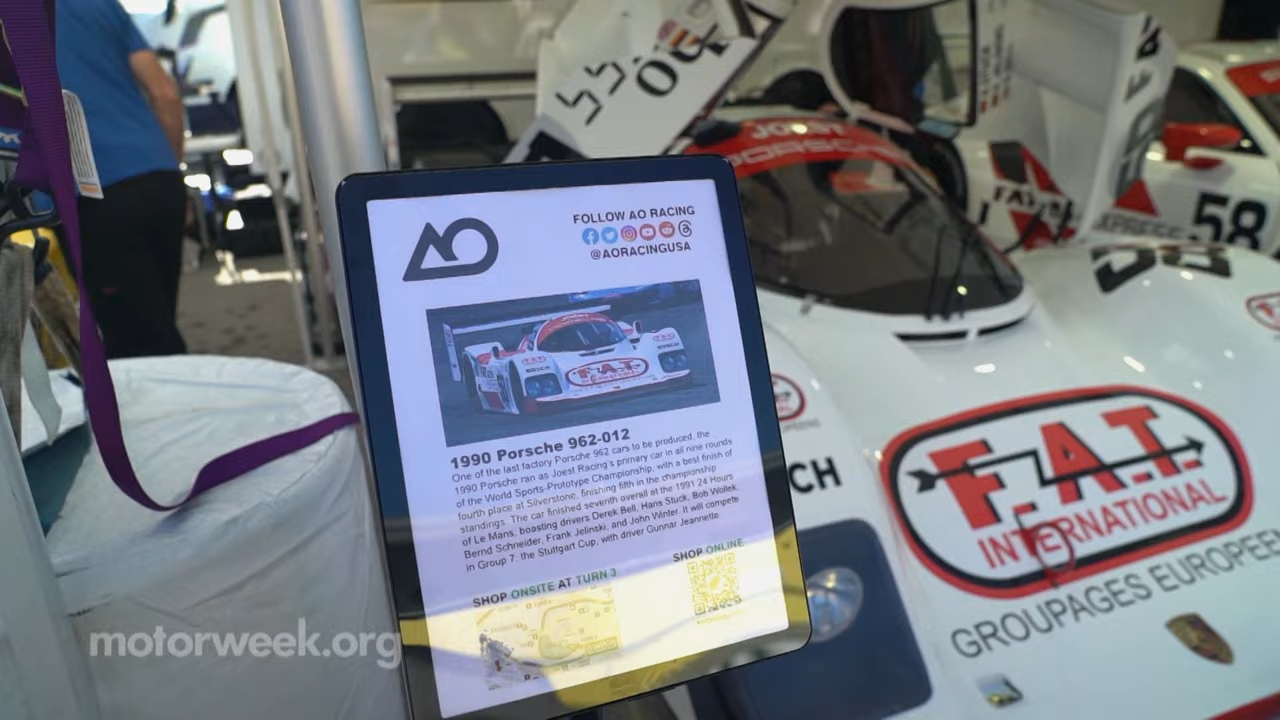 AO
FOLLOW AO RACING
@AORACINGUSA
F.A.T.
1990 Porsche 962-012
One of the last factory Porsche 962 cars to be produced, the
1990 Porsche ran as Joest Racing's primary car in all nine rounds
of the World Sports-Prototype Championship, with a best finish of
fourth place at Silverstone, finishing fifth in the championship
standings. The car finished seventh overall at the 1991 24 Hours
of Le Mans, boasting drivers Derek Bell, Hans Stuck, Bob Wollek,
Bernd Schneider, Frank Jelinski, and John Winter. It will compete
in Group 7, the Stuttgart Cup, with driver Gunnar Jeannette
SHOP ONSITE AT TURN 3
SHOP ONLINE
JOEST
PORSCHE
58
58
F.A.T.
INTERNATIONAL
GROUPAGES EUROPEEN
motorweek.org